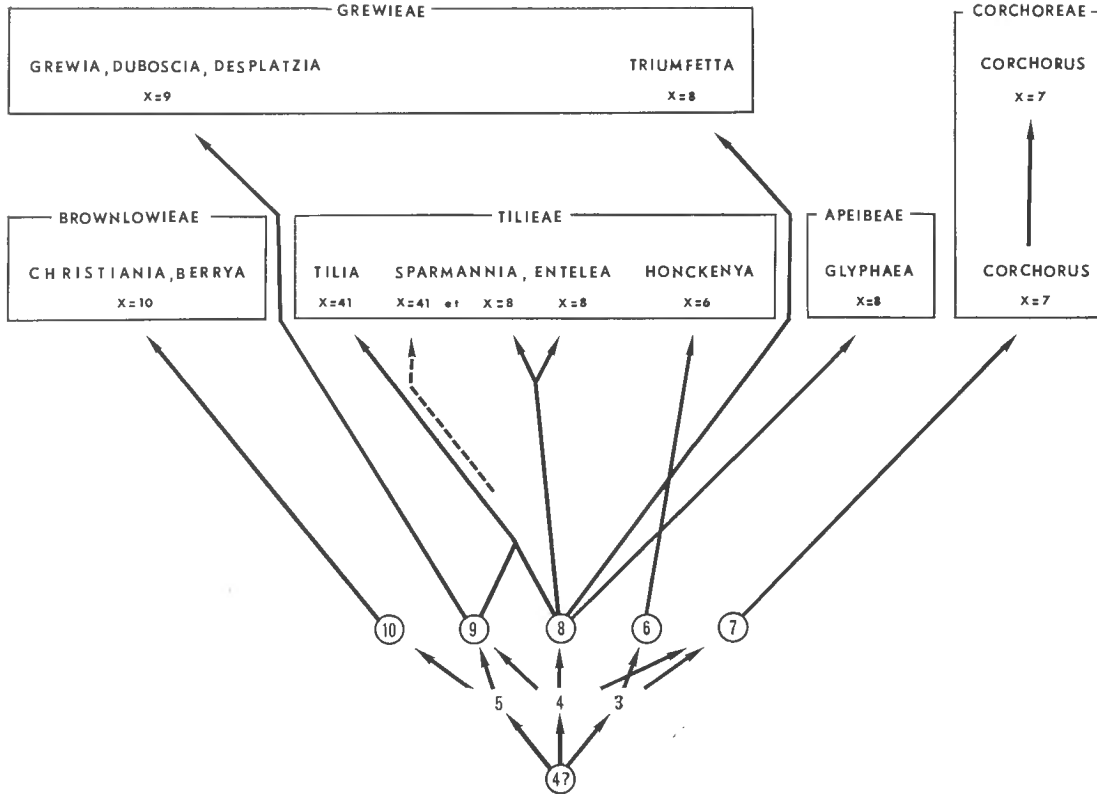 GREWIEAE
CORCHOREAE
GREWIA, DUBOSCIA, DESPLATZIA
TRIUMFETTA
CORCHORUS
X=9
X=8
X=7
BROWNLOWIEAE
TILIEAE
APEIBEAE
CHRISTIANIA, BERRYA
TILIA
SPARMANNIA, ENTELEA
HONCKENYA
GLYPHAEA
CORCHORUS
X=10
X=41
X=41 et X=8
X=8
X=6
X=8
X=7
10
9
8
6
7
5
4
3
4?